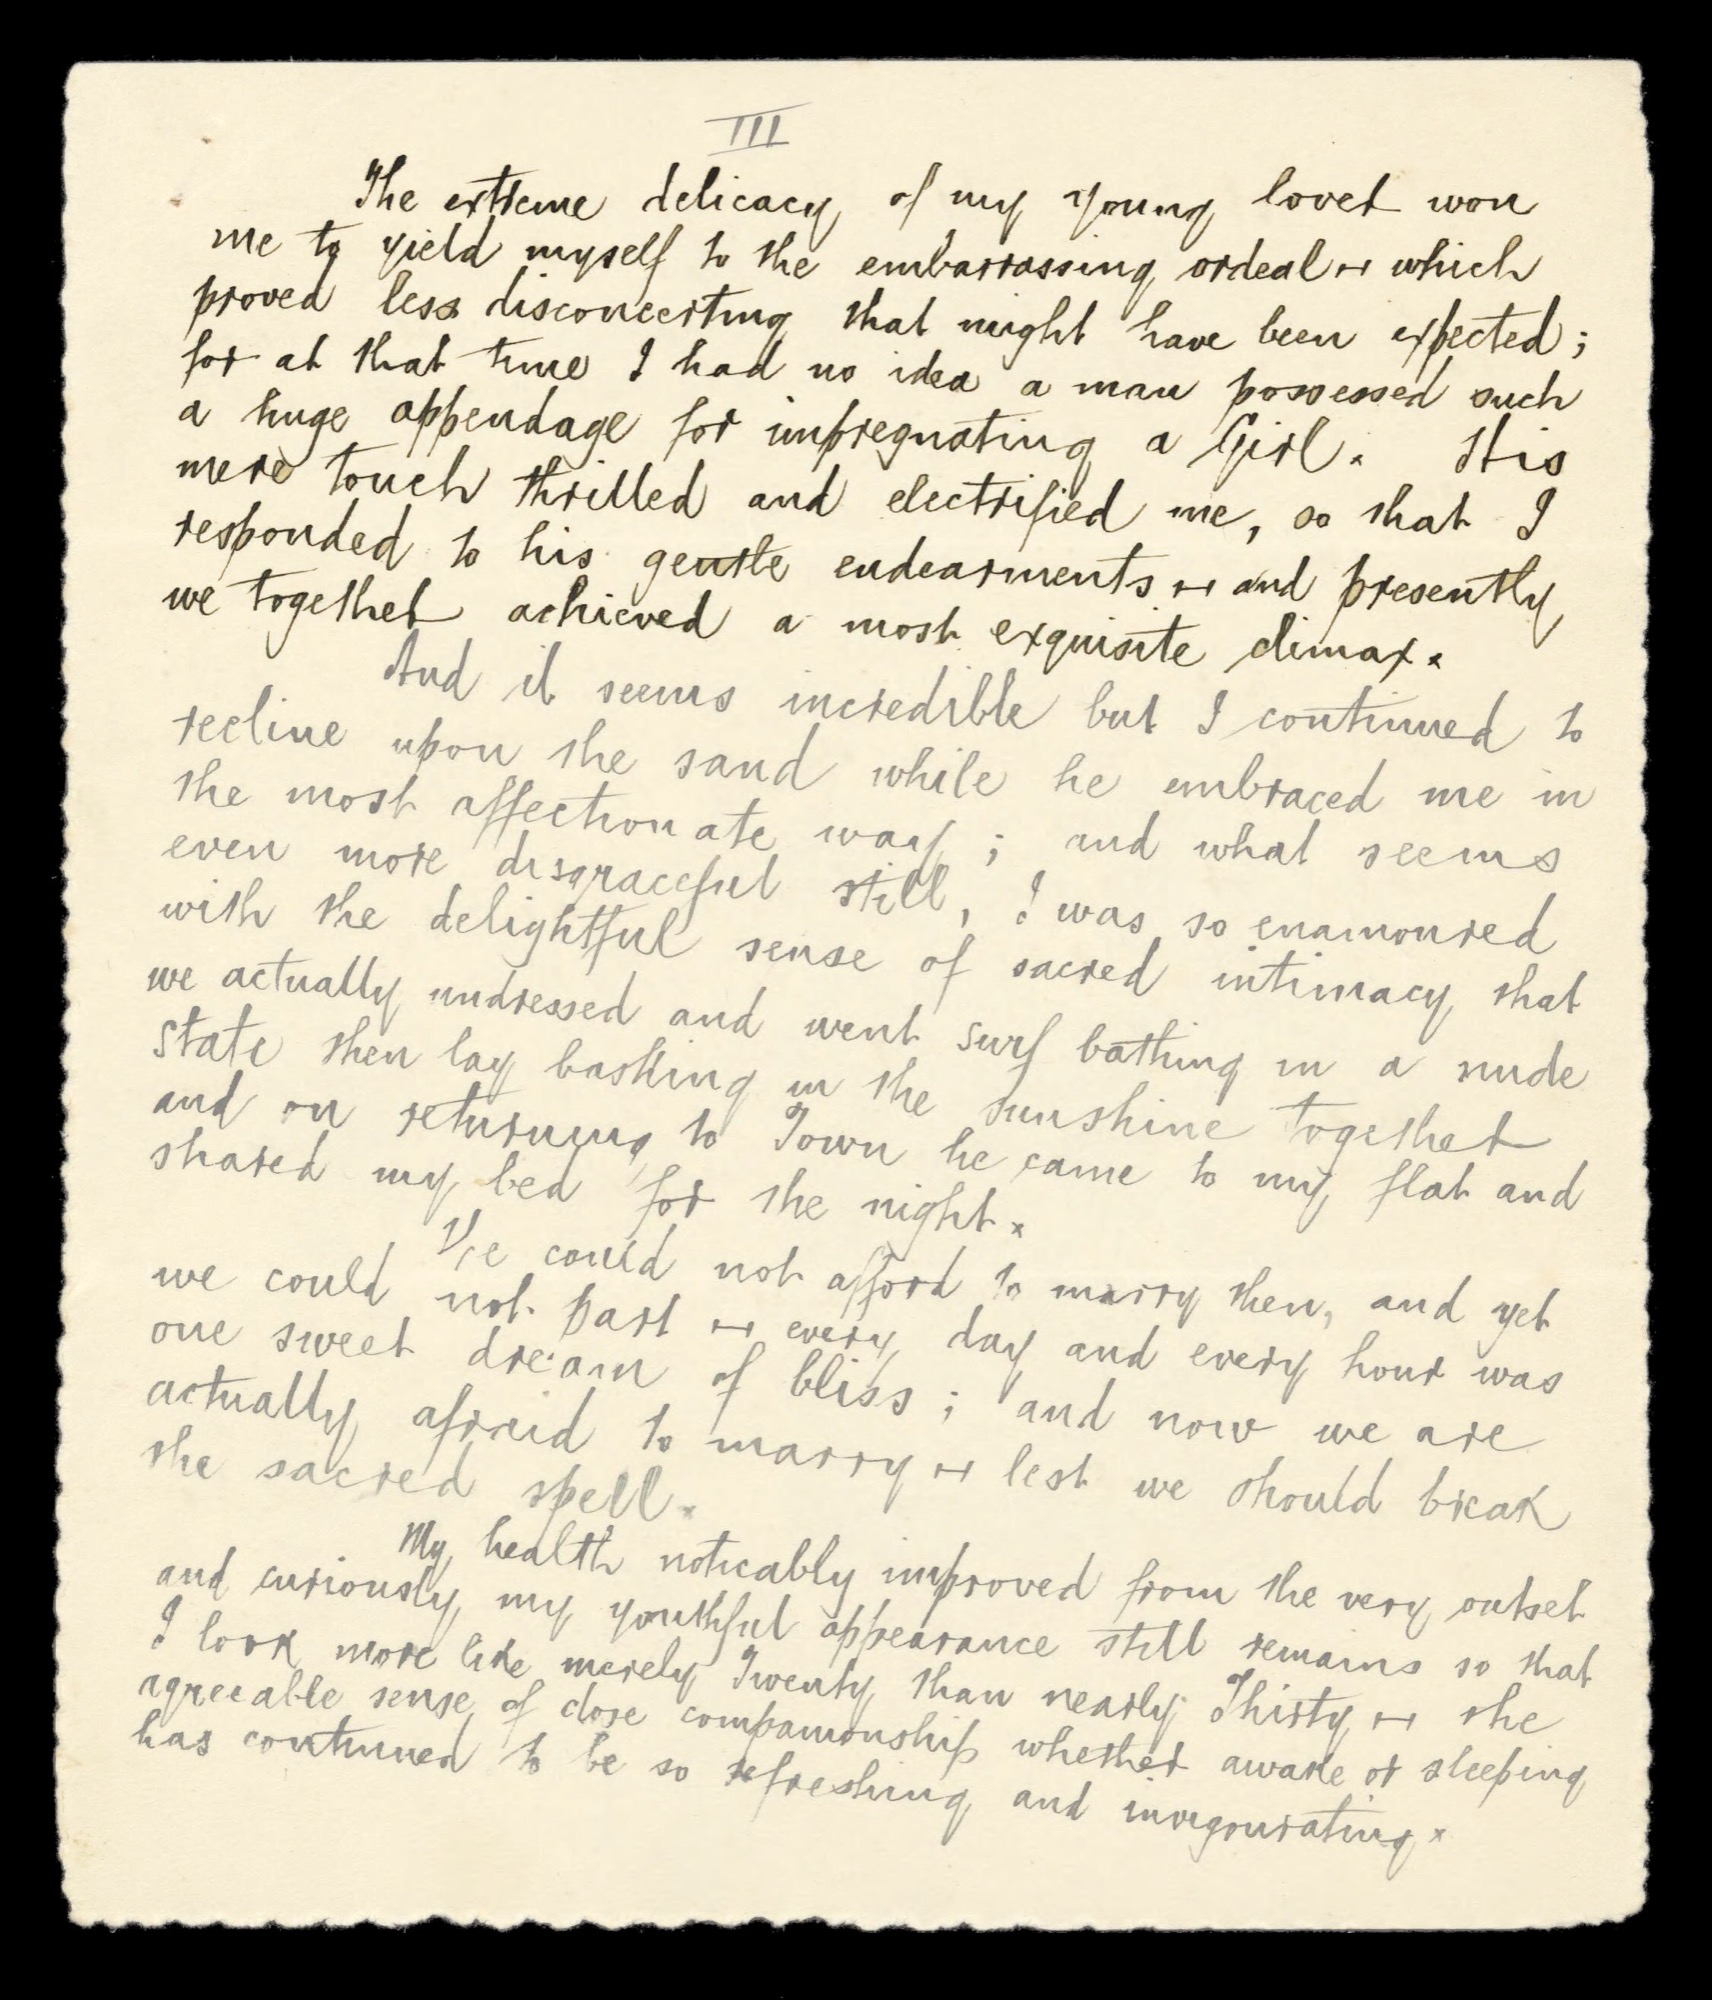 III
The extreme delicacy of my young lover won
me to yield myself to the embarrassing ordeal — which
proved less disconcerting that might have been expected;
for at that time I had no idea a man possessed such
a huge appendage for impregnating a Girl. His
mere touch thrilled and electrified me, so that I
responded to his gentle endearments — and presently
we together achieved a most exquisite climax.
And it seems incredible but I continued to
recline upon the sand while he embraced me in
the most affectionate way; and what seems
even more disgraceful still, I was so enamoured
with the delightful sense of sacred intimacy that
we actually undressed and went surf bathing in a nude
state then lay basking in the sunshine together
and on returning to Town he came to my flat and
shared my bed for the night.
We could not afford to marry then, and yet
we could not part — every day and every hour was
one sweet dream of bliss; and now we are
actually afraid to marry — lest we should break
the sacred spell.
My health noticably improved from the very outset
and curiously my youthful appearance still remains so that
I look more like merely Twenty than nearly Thirty — the
agreeable sense of close companionship whether awake or sleeping
has continued to be so refreshing and invigourating.